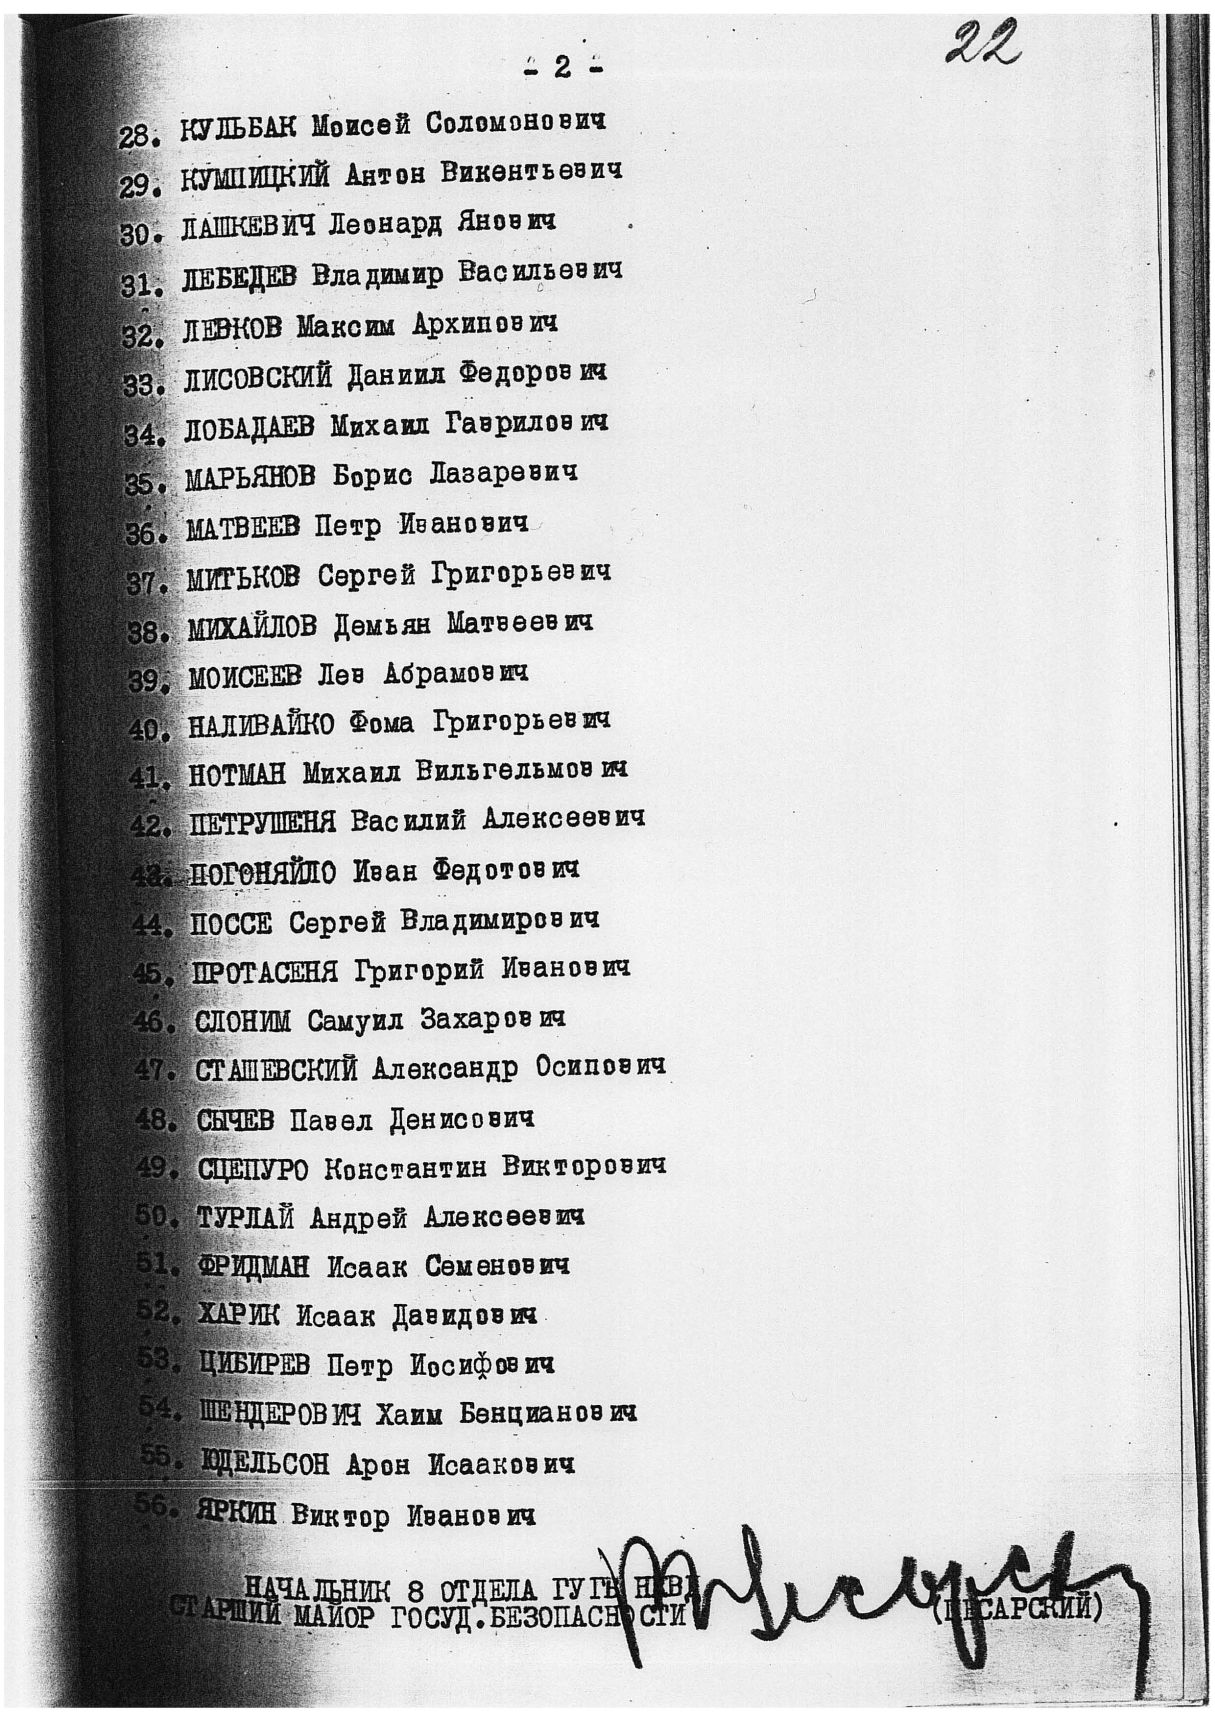 22
- 2 -
28. КУЛЬБАК Моисей Соломонович
29. КУМПИЦКИЙ Антон Викентьевич
30. ЛАШКЕВИЧ Леонард Янович
31. ЛЕБЕДЕВ Владимир Васильевич
32. ЛЕВКОВ Максим Архипович
33. ЛИСОВСКИЙ Даниил Федорович
34. ЛОБАДАЕВ Михаил Гаврилович
35. МАРЬЯНОВ Борис Лазаревич
36. МАТВЕЕВ Петр Иванович
37. МИТЬКОВ Сергей Григорьевич
38. МИХАЙЛОВ Демьян Матвеевич
39. МОИСЕЕВ Лев Абрамович
40. НАЛИВАЙКО Фома Григорьевич
41. НОТМАН Михаил Вильгельмович
42. ПЕТРУШЕНЯ Василий Алексеевич
43. ПОГОНЯЙЛО Иван Федотович
44. ПОССЕ Сергей Владимирович
45. ПРОТАСЕНЯ Григорий Иванович
46. СЛОНИМ Самуил Захарович
47. СТАШЕВСКИЙ Александр Осипович
48. СЫЧЕВ Павел Денисович
49. СЦЕПУРО Константин Викторович
50. ТУРЛАЙ Андрей Алексеевич
51. ФРИДМАН Исаак Семенович
52. ХАРИК Исаак Давидович
53. ЦИБИРЕВ Петр Иосифович
54. ШЕНДЕРОВИЧ Хаим Бенцианович
55. ЮДЕЛЬСОН Арон Исаакович
56. ЯРКИН Виктор Иванович
НАЧАЛЬНИК 8 ОТДЕЛА ГУГБ НКВД
СТАРШИЙ МАЙОР ГОСУД.БЕЗОПАСНОСТИ (ЦЕСАРСКИЙ)